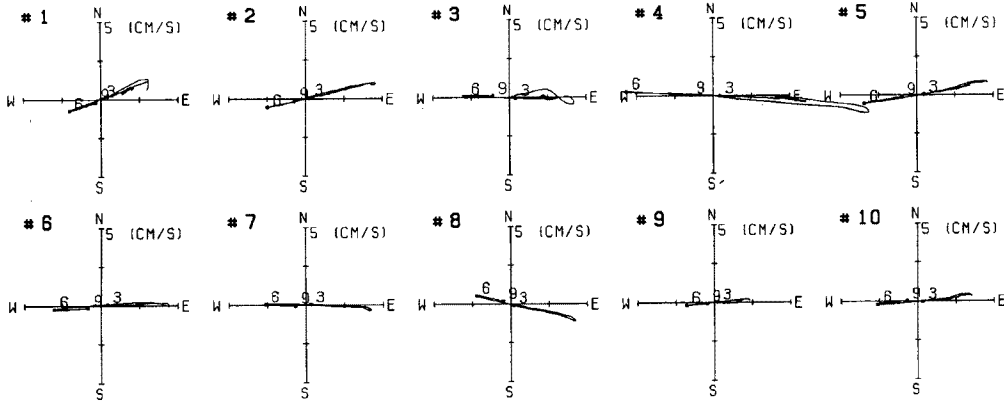 # 1 N 5 (CM/S) # 2 N 5 (CM/S) # 3 N 5 (CM/S) # 4 N 5 (CM/S) # 5 N 5 (CM/S)
W 6 9 3 E W 6 9 3 E W 6 9 3 E W 6 9 3 E W 6 9 3 E
S S S S S
# 6 N 5 (CM/S) # 7 N 5 (CM/S) # 8 N 5 (CM/S) # 9 N 5 (CM/S) # 10 N 5 (CM/S)
W 6 9 3 E W 6 9 3 E W 6 9 3 E W 6 9 3 E W 6 9 3 E
S S S S S